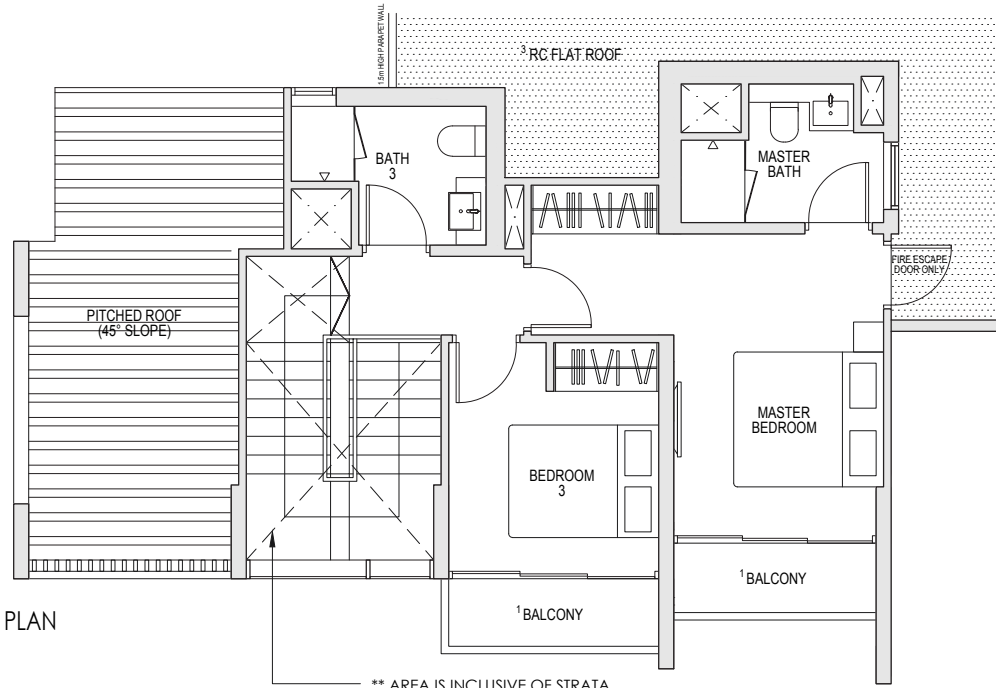 1.5m HIGH PARAPET WALL
3 RC FLAT ROOF
BATH
3
MASTER
BATH
FIRE ESCAPE
DOOR ONLY
PITCHED ROOF
(45° SLOPE)
MASTER
BEDROOM
BEDROOM
3
1 BALCONY
1 BALCONY
PLAN
** AREA IS INCLUSIVE OF STRATA